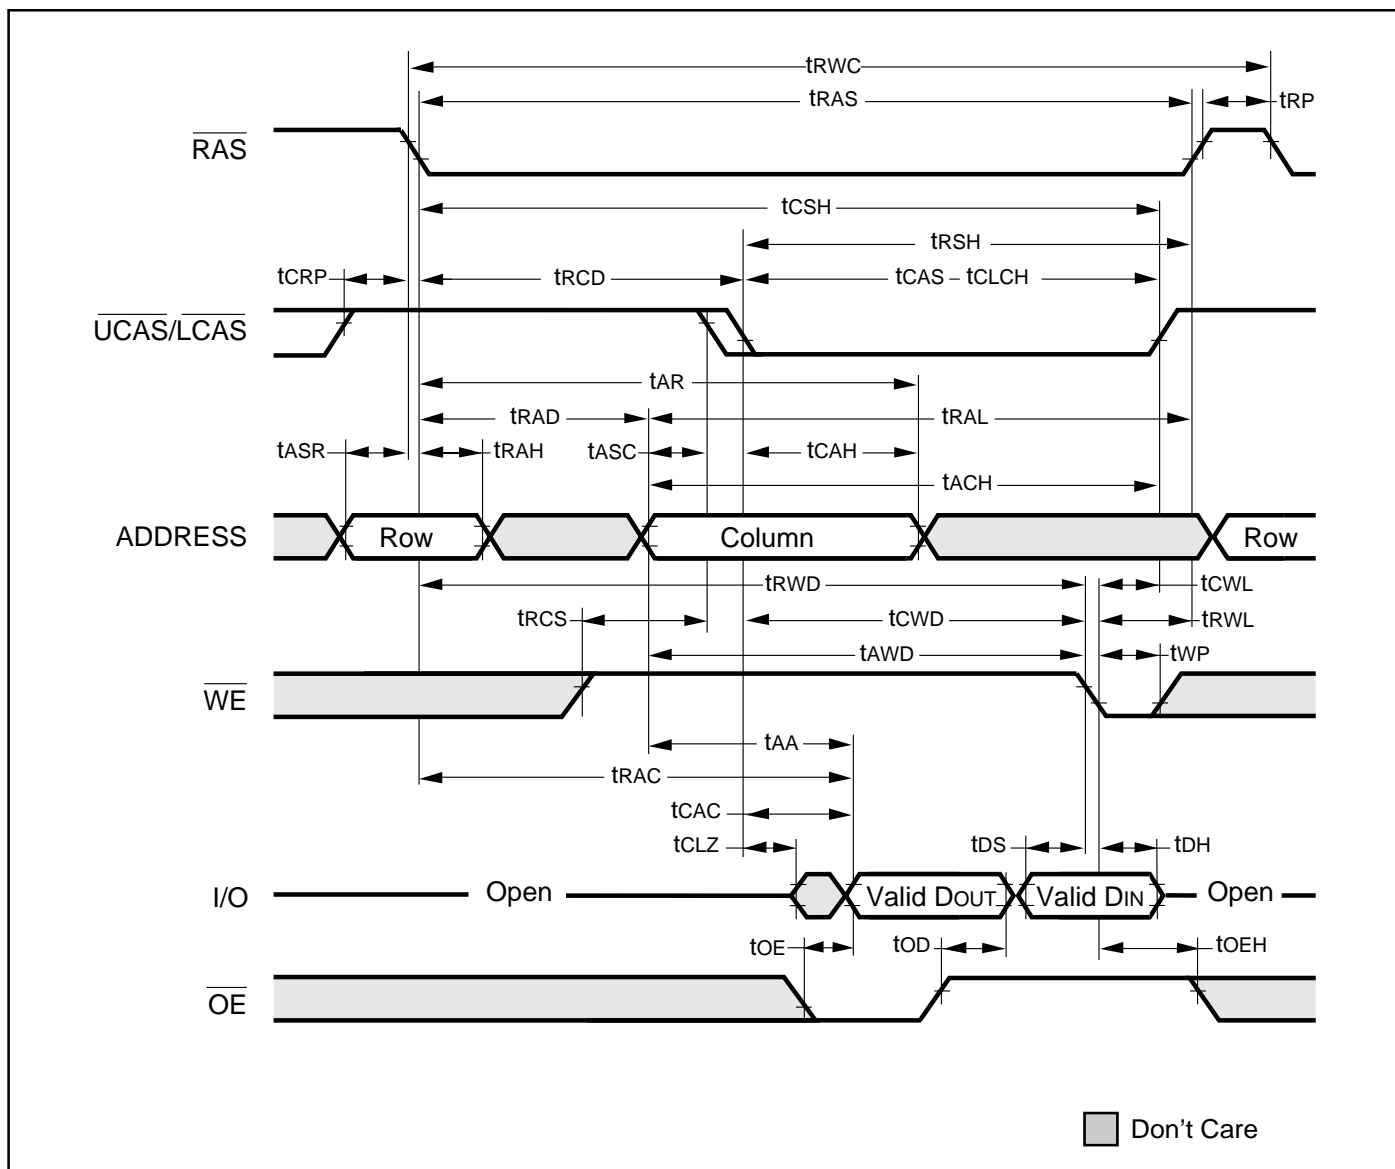 tRWC
tRAS
tRP
RAS
tCSH
tRSH
tCRP
tRCD
tCAS – tCLCH
UCAS/LCAS
tAR
tRAD
tRAL
tASR
tRAH
tASC
tCAH
tACH
ADDRESS
Row
Column
Row
tRWD
tCWL
tRCS
tCWD
tRWL
tAWD
tWP
WE
tAA
tRAC
tCAC
tCLZ
tDS
tDH
I/O
Open
Valid DOUT
Valid DIN
Open
tOE
tOD
tOEH
OE
Don't Care